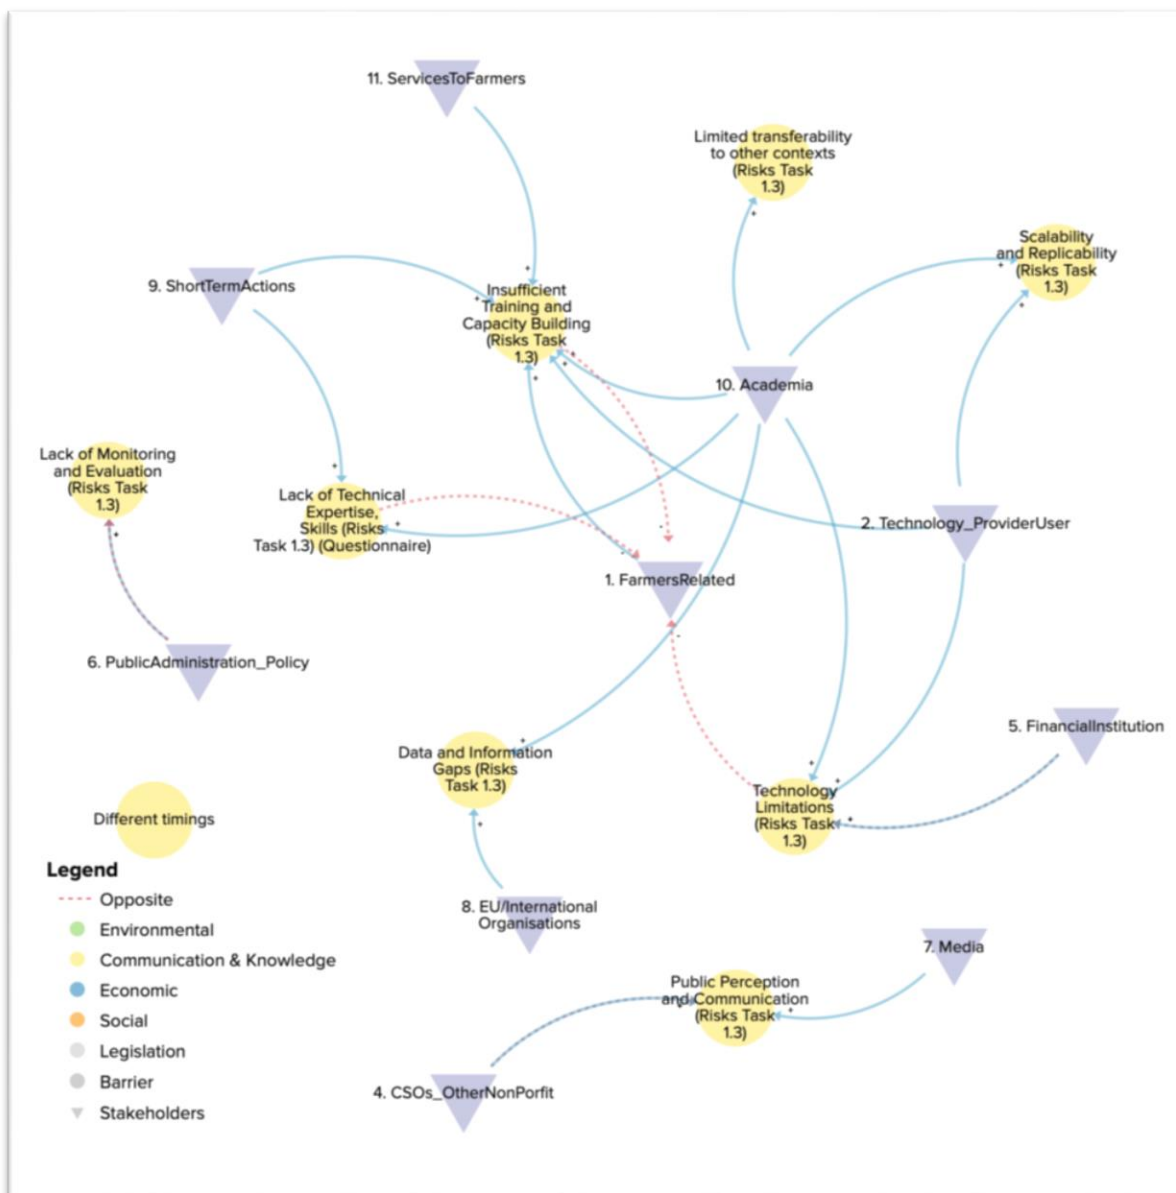 11. ServicesToFarmers
Limited transferability
to other contexts
(Risks Task
1.3)
Scalability
and Replicability
(Risks Task
1.3)
9. ShortTermActions
Insufficient
Training and
Capacity Building
(Risks Task
1.3)
10. Academia
Lack of Monitoring
and Evaluation
(Risks Task
1.3)
Lack of Technical
Expertise,
Skills (Risks
Task 1.3) (Questionnaire)
2. Technology_ProviderUser
1. FarmersRelated
6. PublicAdministration_Policy
5. FinancialInstitution
Data and Information
Gaps (Risks
Task 1.3)
Technology
Limitations
(Risks Task
1.3)
Different timings
8. EU/International
Organisations
7. Media
Public Perception
and Communication
(Risks Task
1.3)
4. CSOs_OtherNonPorfit
Legend
Opposite
Environmental
Communication & Knowledge
Economic
Social
Legislation
Barrier
Stakeholders